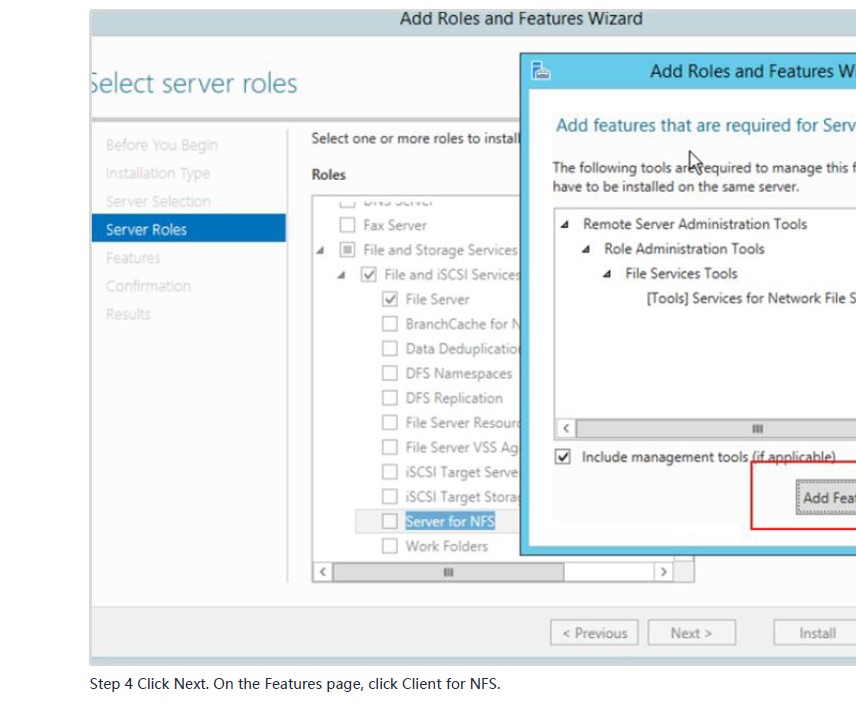 Add Roles and Features Wizard
Select server roles
Before You Begin
Installation Type
Server Selection
Server Roles
Features
Confirmation
Results
Select one or more roles to install
Roles
DNS Server
Fax Server
File and Storage Services
File and iSCSI Services
File Server
BranchCache for N
Data Deduplication
DFS Namespaces
DFS Replication
File Server Resourc
File Server VSS Ag
iSCSI Target Serve
iSCSI Target Storag
Server for NFS
Work Folders
Add Roles and Features Wi
Add features that are required for Serv
The following tools are required to manage this f
have to be installed on the same server.
Remote Server Administration Tools
Role Administration Tools
File Services Tools
[Tools] Services for Network File S
Include management tools (if applicable)
Add Feat
< Previous
Next >
Install
Step 4 Click Next. On the Features page, click Client for NFS.